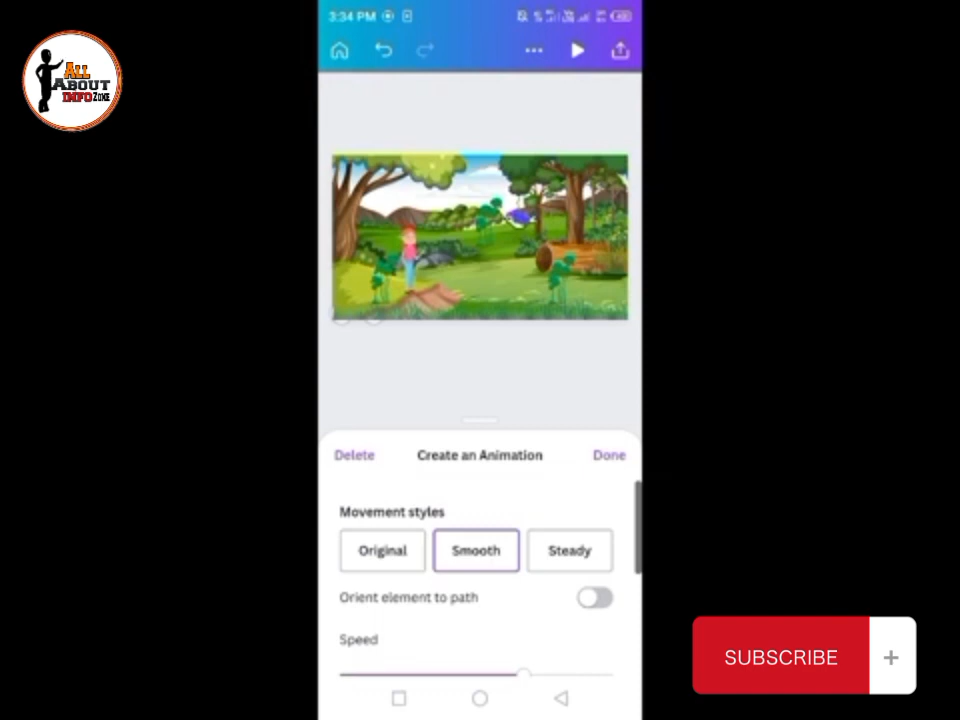 3:34 PM
ALL
ABOUT
INFO ZONE
Delete
Create an Animation
Done
Movement styles
Original
Smooth
Steady
Orient element to path
Speed
SUBSCRIBE +